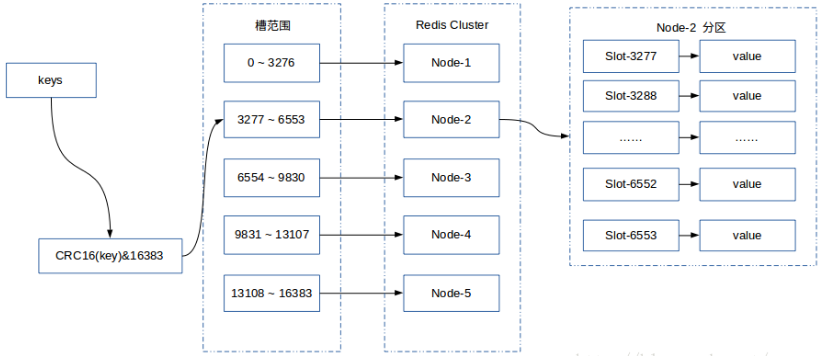 keys
CRC16(key)&16383
槽范围
0 ~ 3276
3277 ~ 6553
6554 ~ 9830
9831 ~ 13107
13108 ~ 16383
Redis Cluster
Node-1
Node-2
Node-3
Node-4
Node-5
Node-2 分区
Slot-3277 value
Slot-3288 value
...... ......
Slot-6552 value
Slot-6553 value